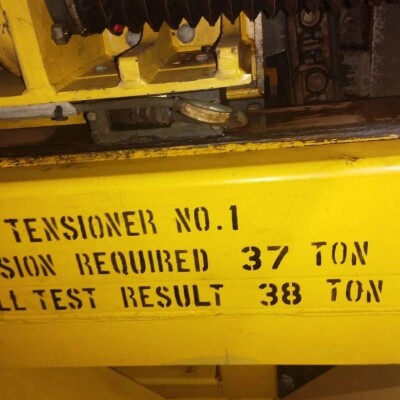 TENSIONER NO.1
SION REQUIRED 37 TON
LL TEST RESULT 38 TON